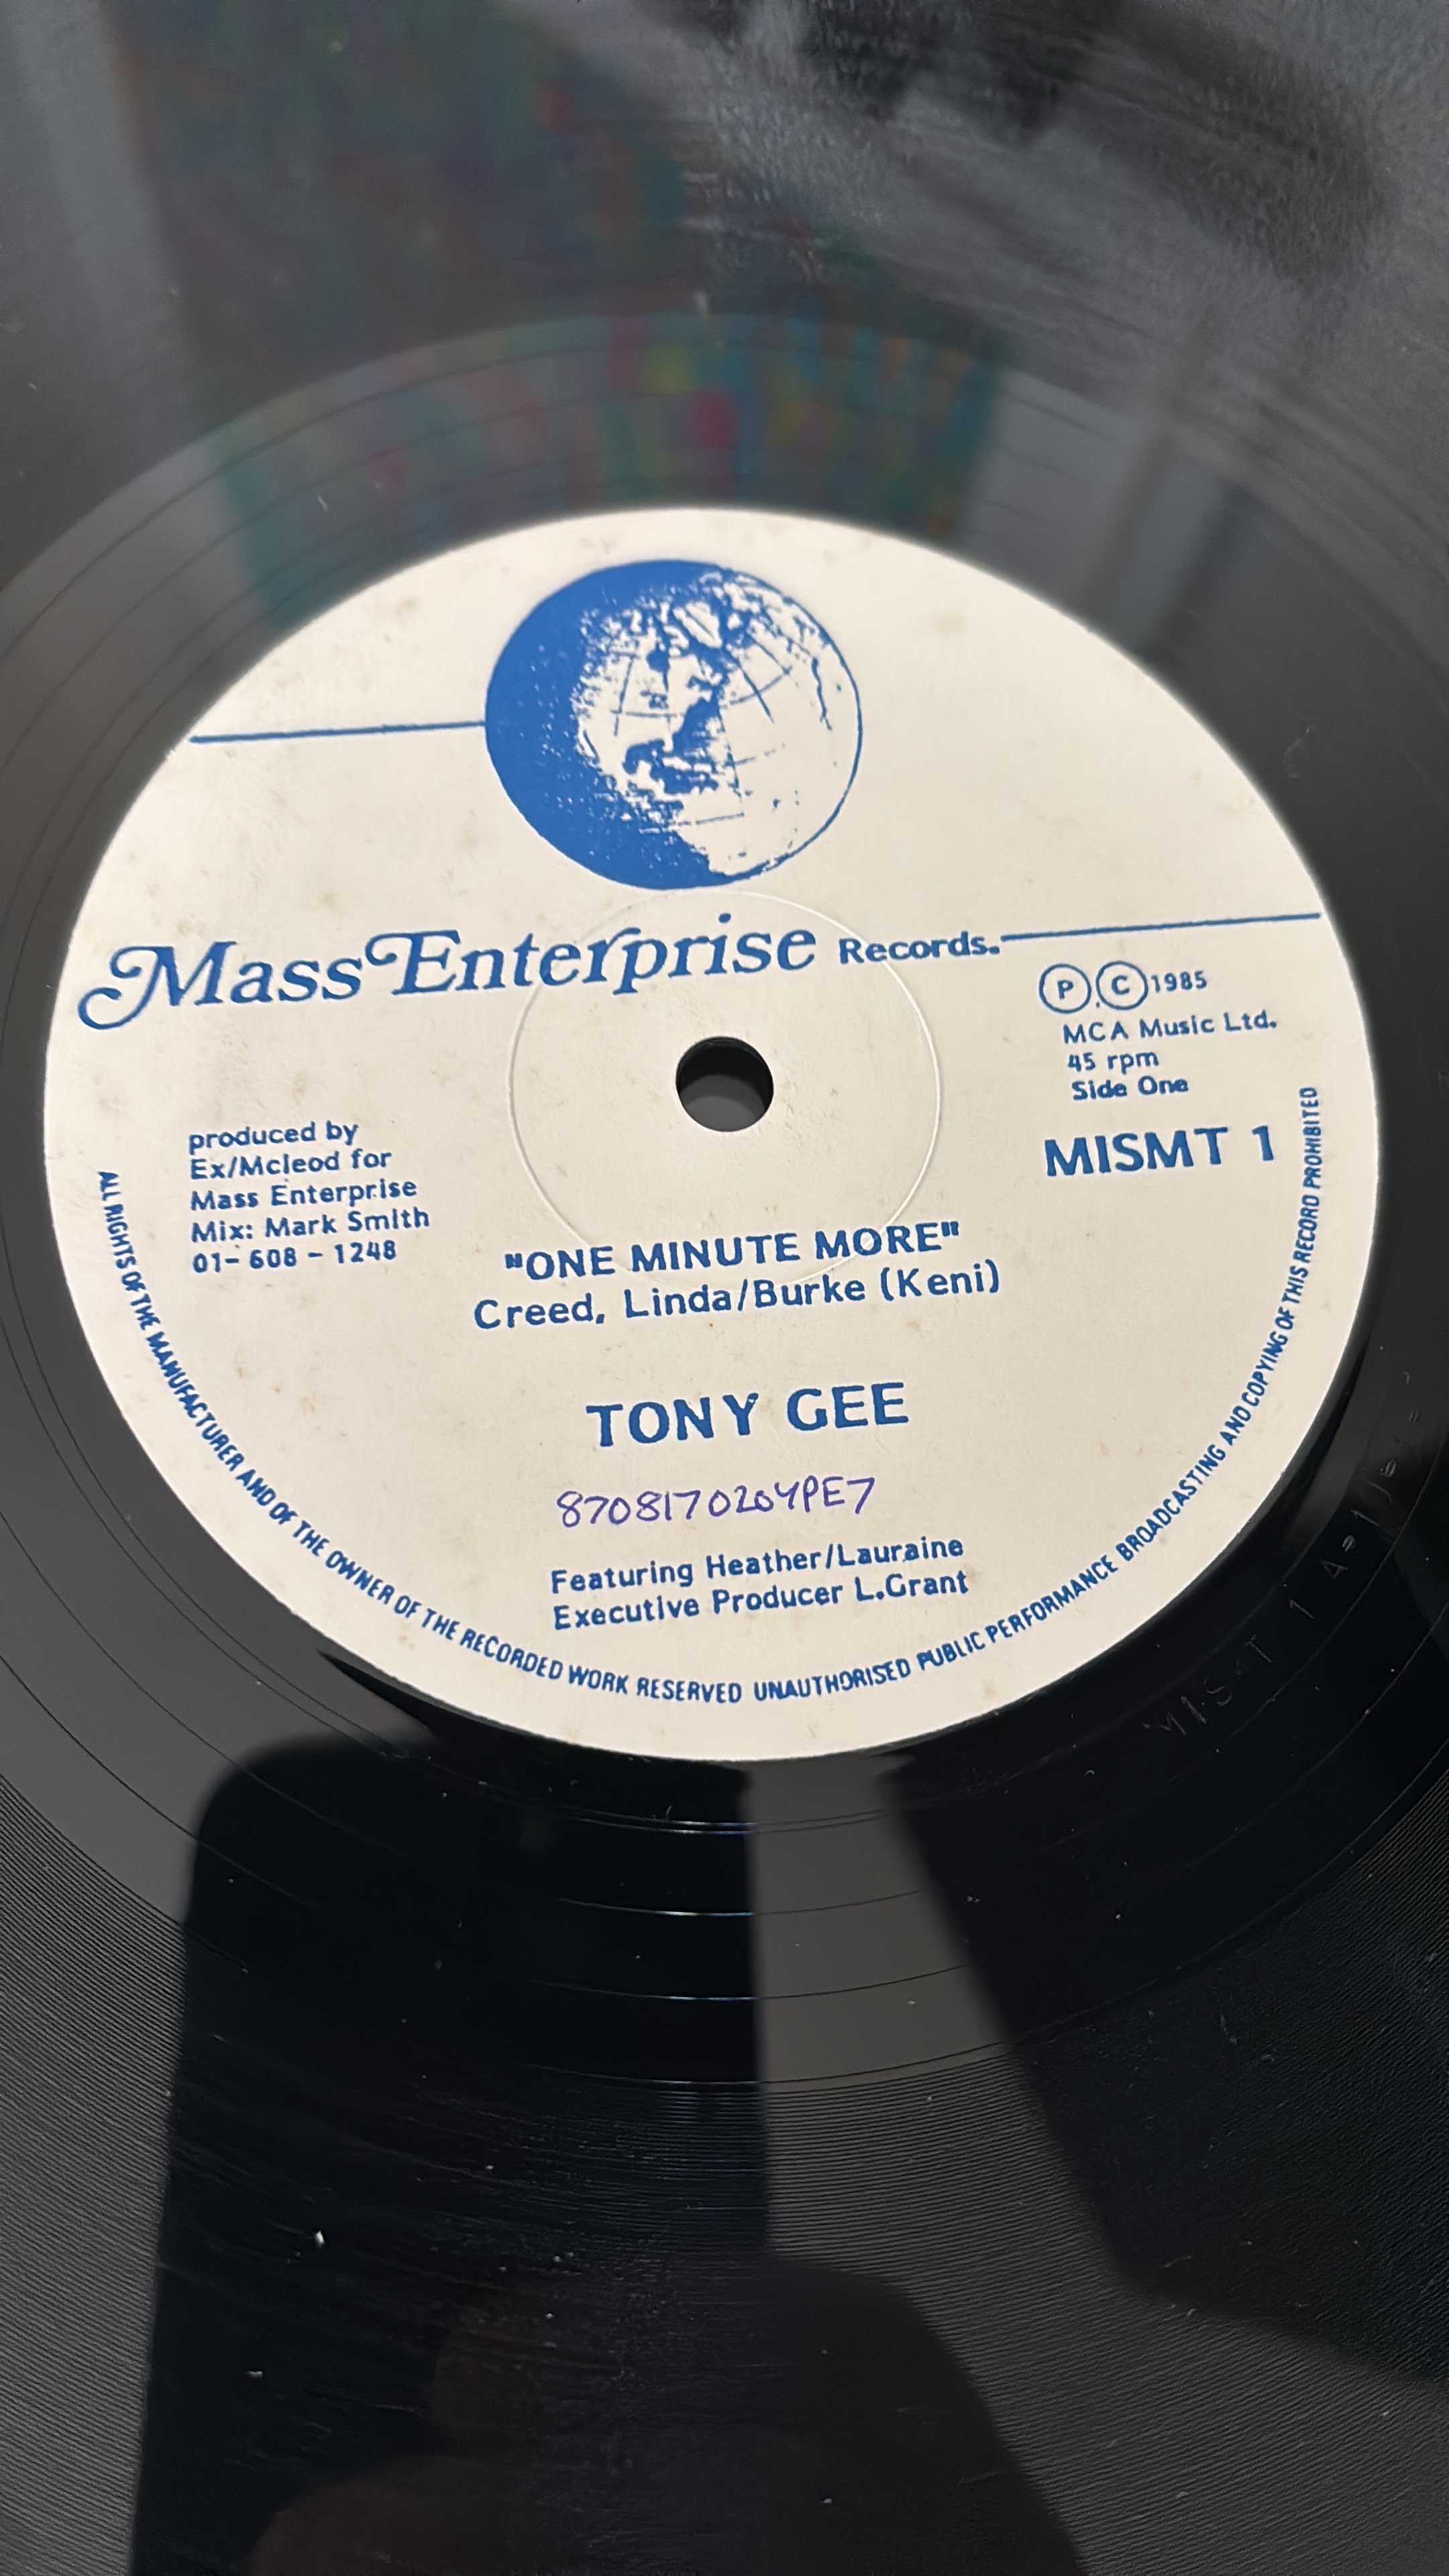 Mass Enterprise Records.
Ⓟ.Ⓒ1985
MCA Music Ltd.
45 rpm
Side One
MISMT 1
produced by
Ex/Mcleod for
Mass Enterprise
Mix: Mark Smith
01-608-1248
"ONE MINUTE MORE"
Creed, Linda/Burke (Keni)
TONY GEE
8708170204PE7
Featuring Heather/Lauraine
Executive Producer L.Grant
ALL RIGHTS OF THE MANUFACTURER AND OF THE OWNER OF THE RECORDED WORK RESERVED UNAUTHORISED PUBLIC PERFORMANCE BROADCASTING AND COPYING OF THIS RECORD PROHIBITED
MISMT 1 A